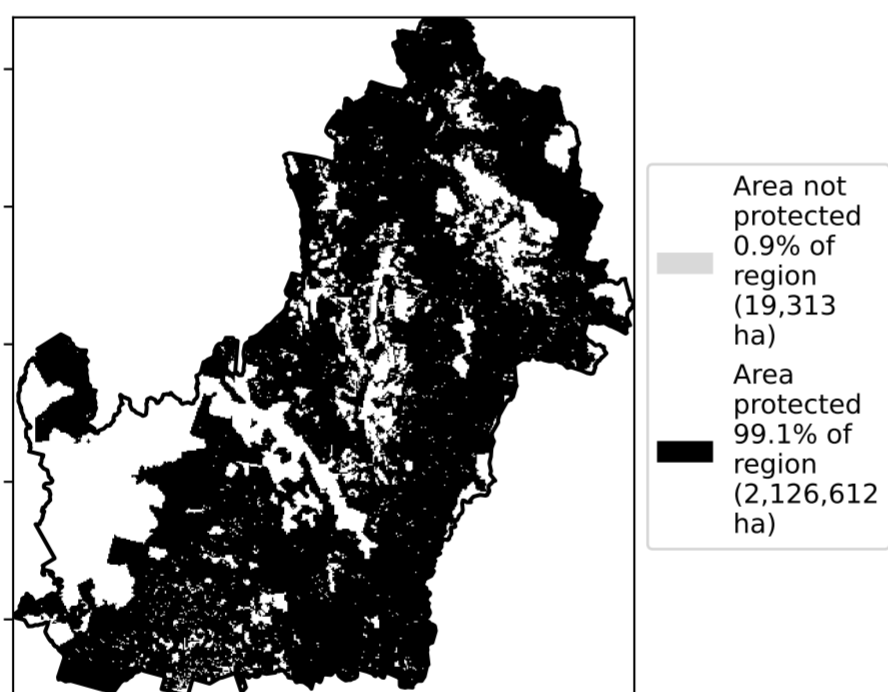 Area not
protected
0.9% of
region
(19,313
ha)
Area
protected
99.1% of
region
(2,126,612
ha)